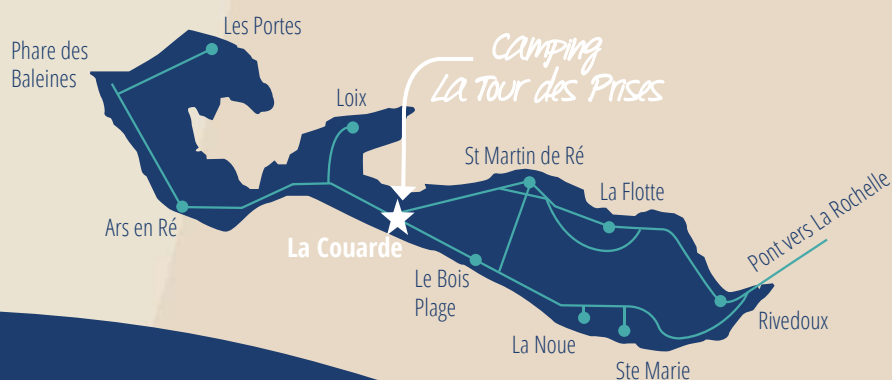 Les Portes
Phare des
Baleines
Camping
La Tour des Prises
Loix
St Martin de Ré
La Flotte
Pont vers La Rochelle
Ars en Ré
La Couarde
Le Bois
Plage
Rivedoux
La Noue
Ste Marie